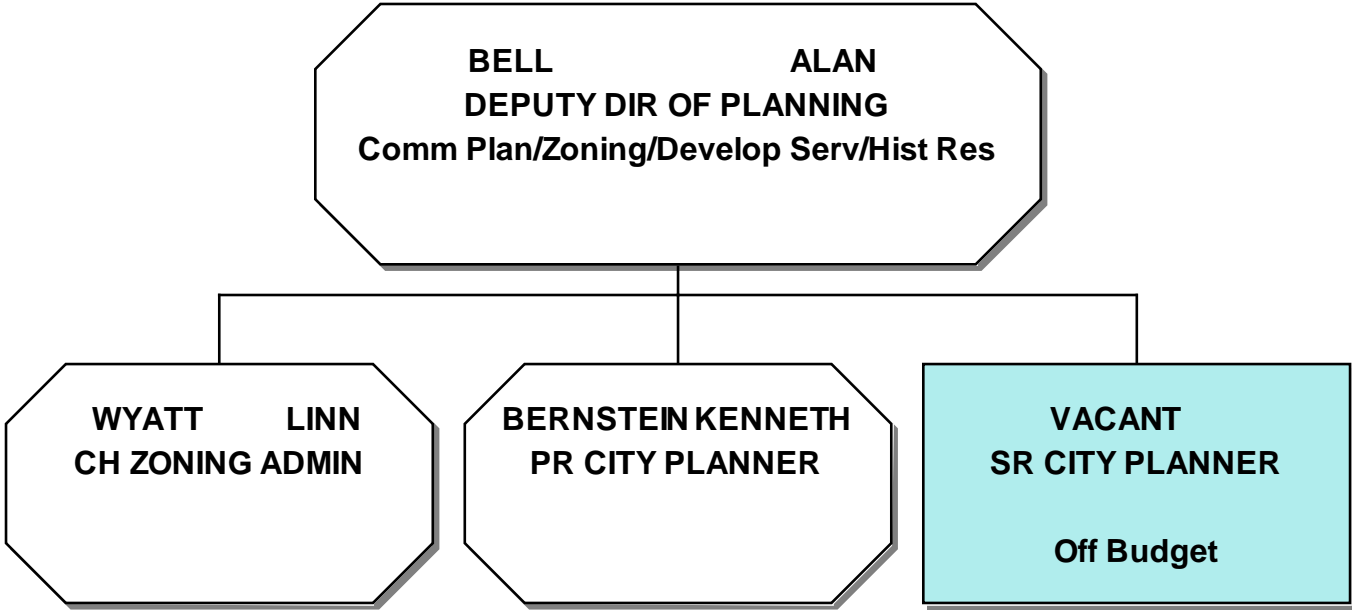 BELL ALAN
DEPUTY DIR OF PLANNING
Comm Plan/Zoning/Develop Serv/Hist Res
WYATT LINN
CH ZONING ADMIN
BERNSTEIN KENNETH
PR CITY PLANNER
VACANT
SR CITY PLANNER
Off Budget